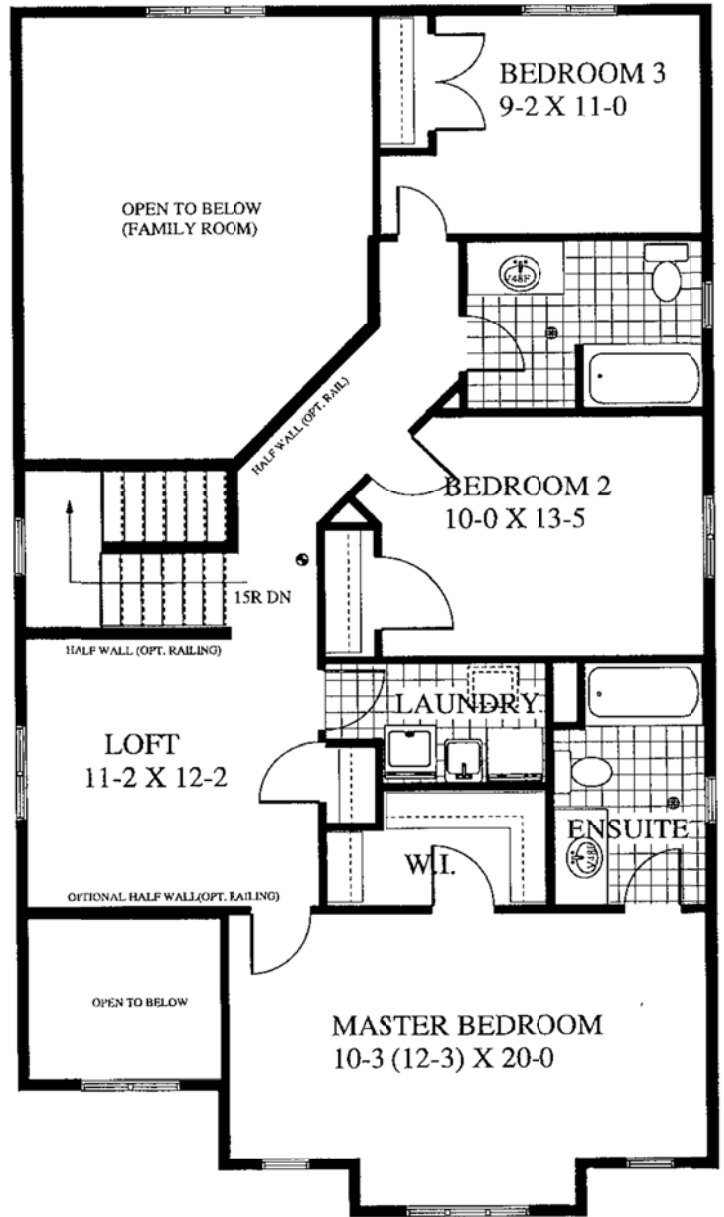 BEDROOM 3
9-2 X 11-0
OPEN TO BELOW
(FAMILY ROOM)
V48F
HALF WALL (OPT. RAIL)
BEDROOM 2
10-0 X 13-5
15R DN
HALF WALL (OPT. RAILING)
LAUNDRY
LOFT
11-2 X 12-2
ENSUITE
V48F
W.I.
OPTIONAL HALF WALL(OPT. RAILING)
OPEN TO BELOW
MASTER BEDROOM
10-3 (12-3) X 20-0